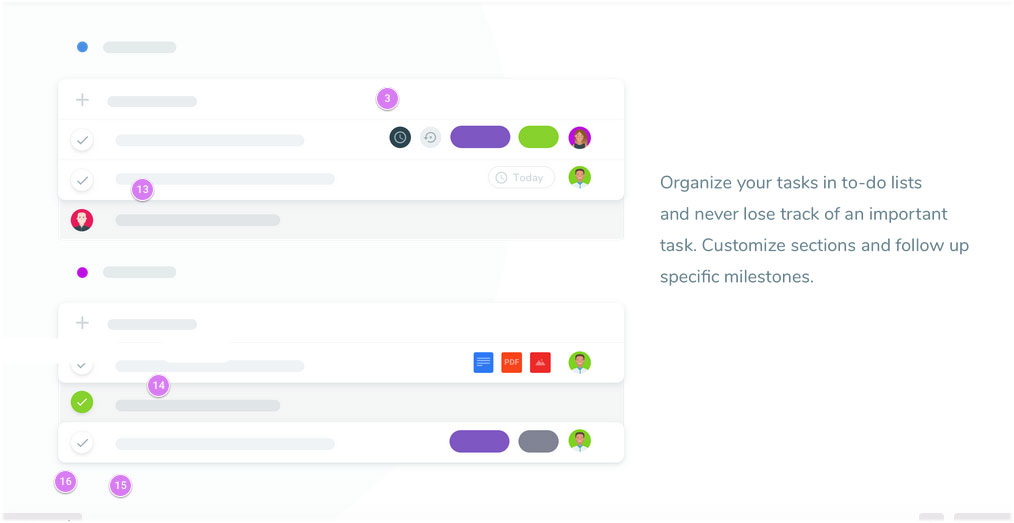 3
Today
13
Organize your tasks in to-do lists
and never lose track of an important
task. Customize sections and follow up
specific milestones.
PDF
14
16
15